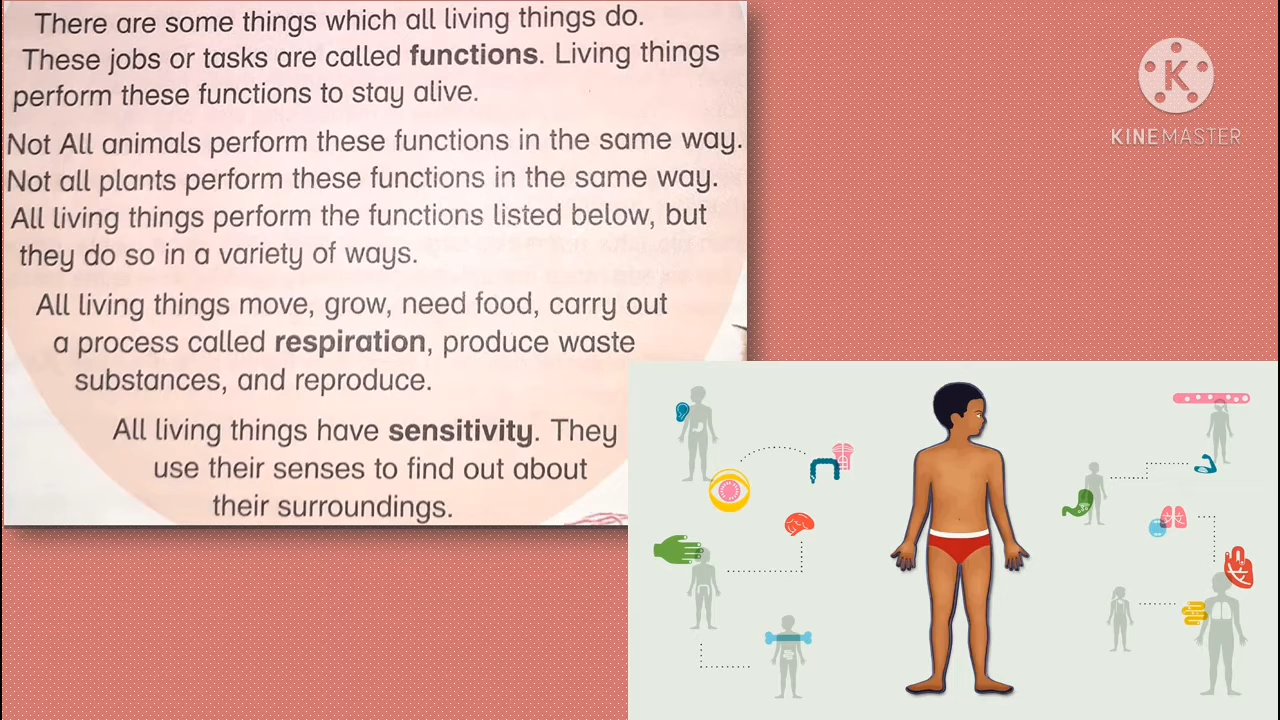 There are some things which all living things do.
These jobs or tasks are called functions. Living things
perform these functions to stay alive.
Not All animals perform these functions in the same way.
Not all plants perform these functions in the same way.
All living things perform the functions listed below, but
they do so in a variety of ways.
All living things move, grow, need food, carry out
a process called respiration, produce waste
substances, and reproduce.
All living things have sensitivity. They
use their senses to find out about
their surroundings.
K
KINEMASTER